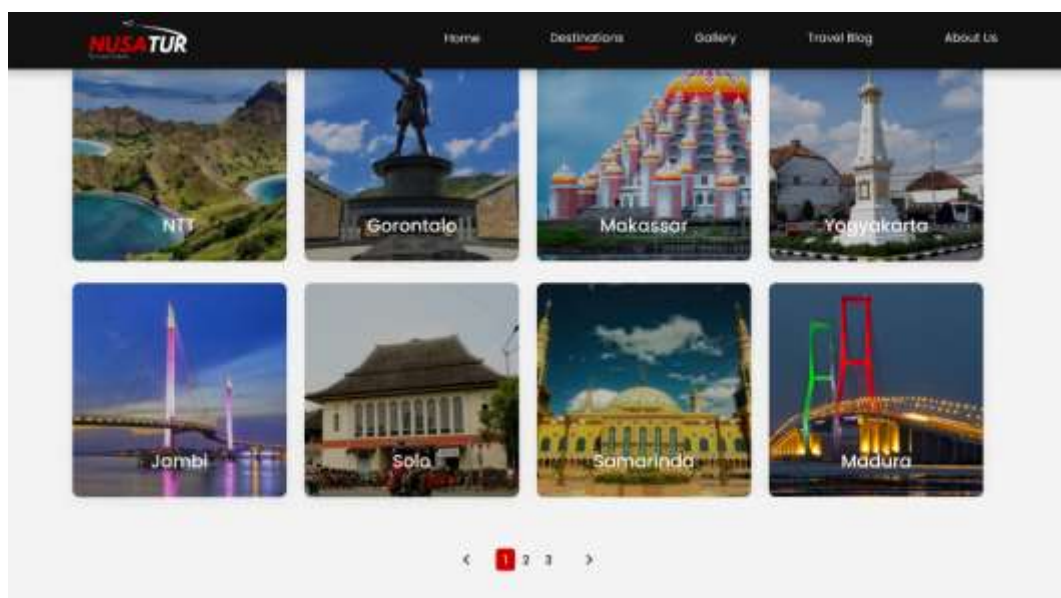 NUSATUR
Home Destinations Gallery Travel Blog About Us
NTT Gorontalo Makassar Yogyakarta
Jambi Solo Samarinda Madura
< 1 2 3 >